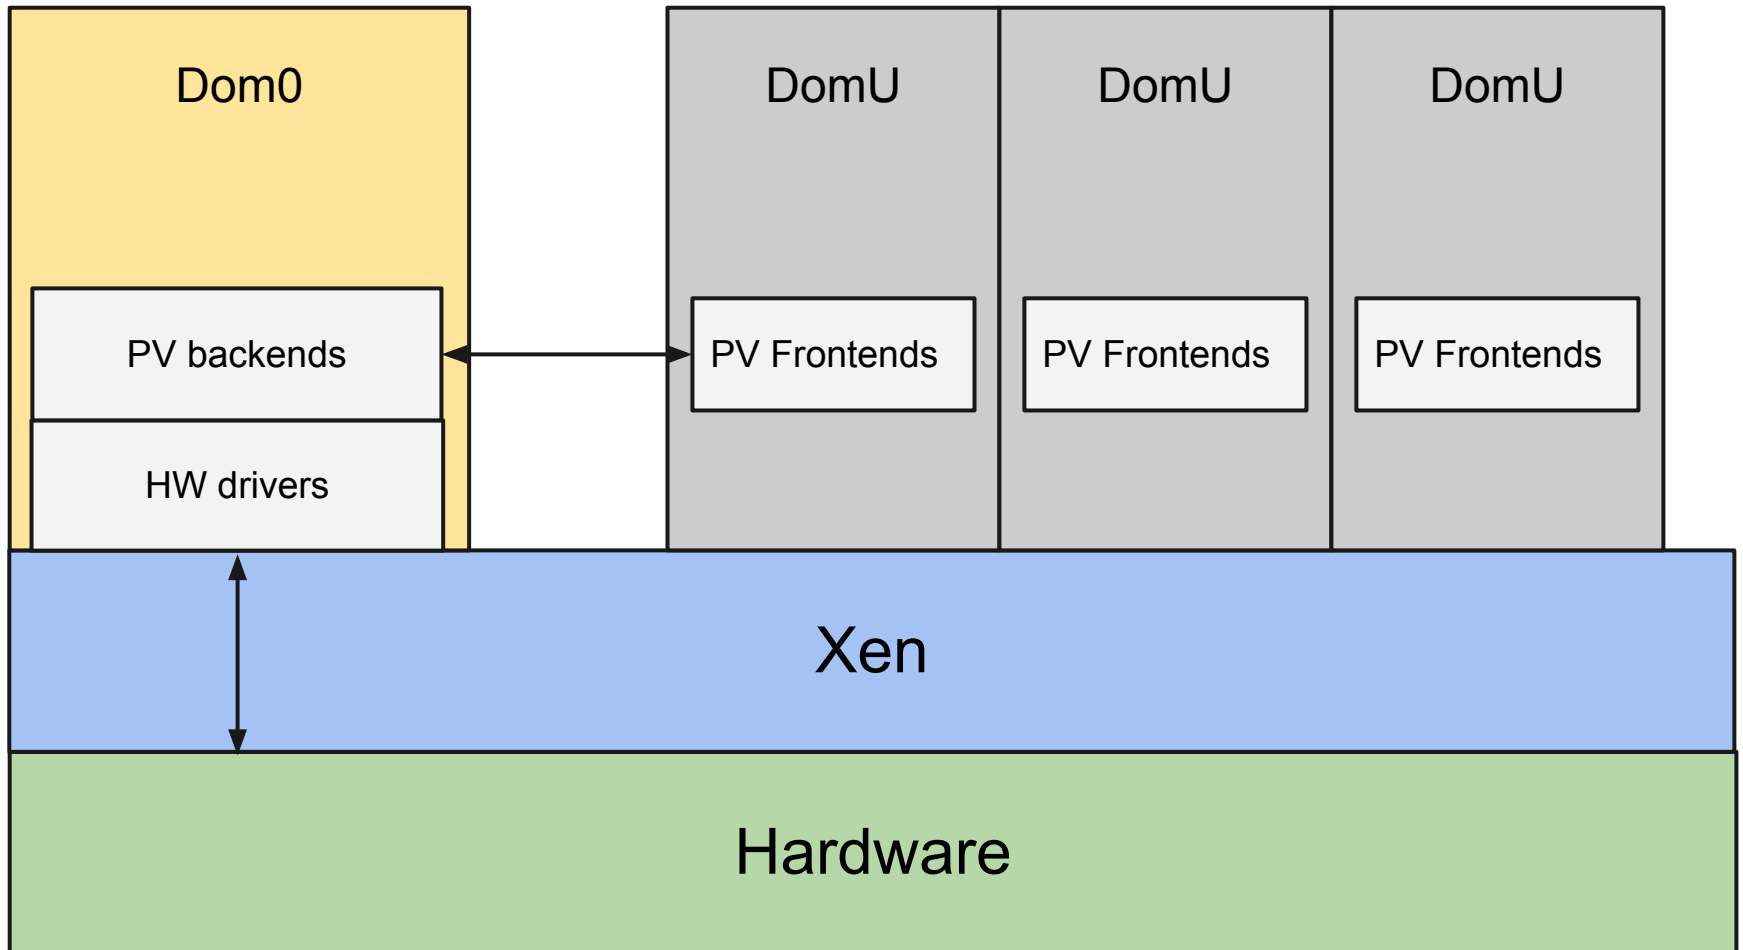 Dom0
DomU
DomU
DomU
PV backends
PV Frontends
PV Frontends
PV Frontends
HW drivers
Xen
Hardware